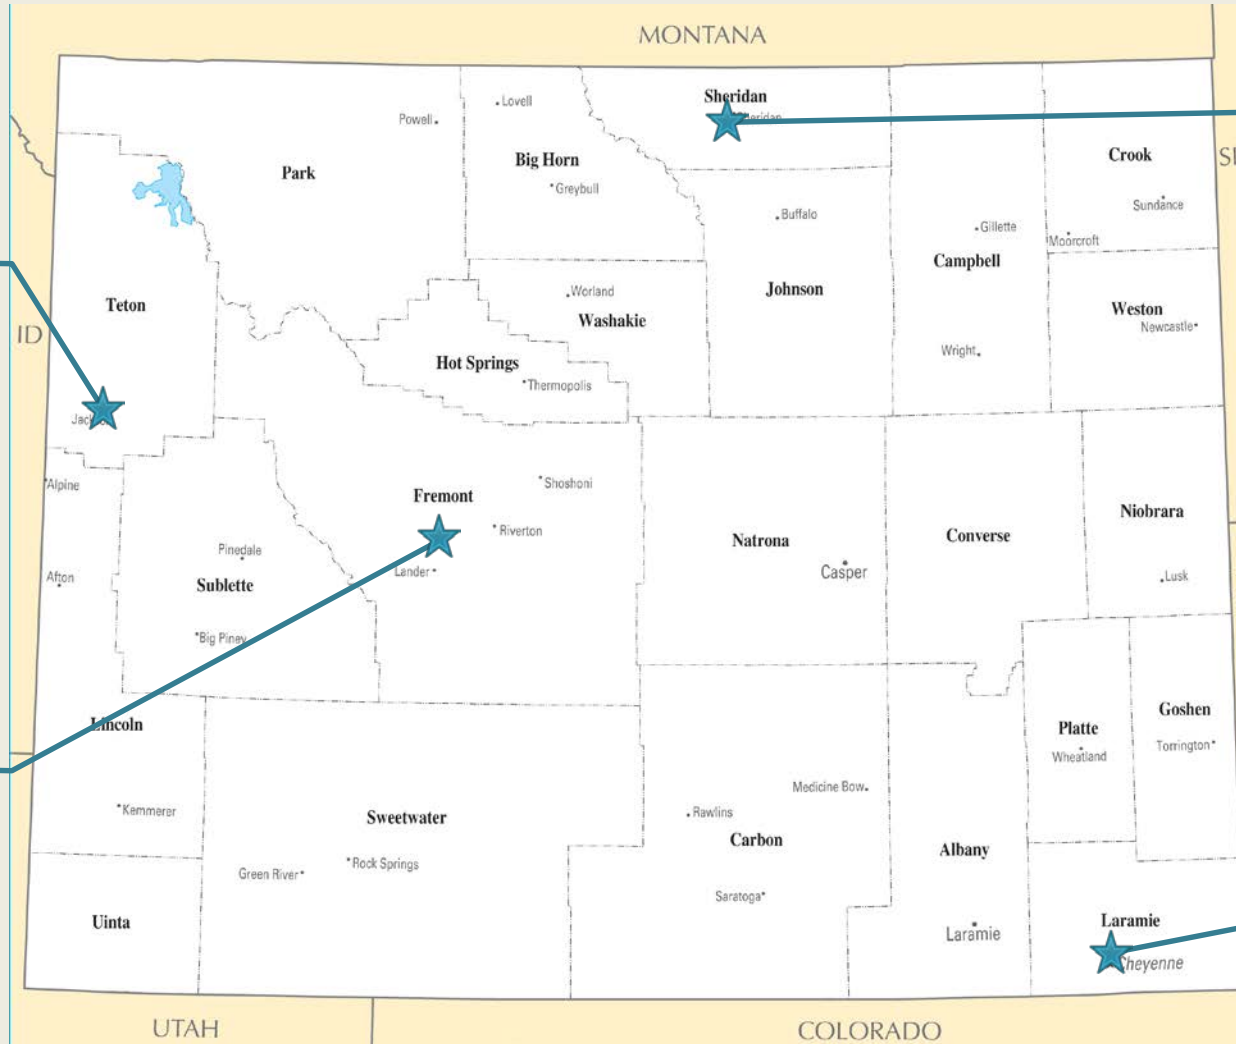 MONTANA
Sheridan
Lovell
Powell
Crook
Big Horn
Park
Greybull
Sundance
Buffalo
Gillette
Moorcroft
Campbell
Johnson
Worland
Teton
Weston
Washakie
Newcastle
ID
Wright
Hot Springs
Thermopolis
Alpine
Shoshoni
Fremont
Niobrara
Riverton
Converse
Natrona
Pinedale
Lander
Casper
Afton
Lusk
Sublette
Big Piney
Goshen
Lincoln
Platte
Torrington
Wheatland
Medicine Bow
Kemmerer
Rawlins
Sweetwater
Carbon
Albany
Rock Springs
Green River
Saratoga
Uinta
Laramie
Laramie
Cheyenne
UTAH
COLORADO